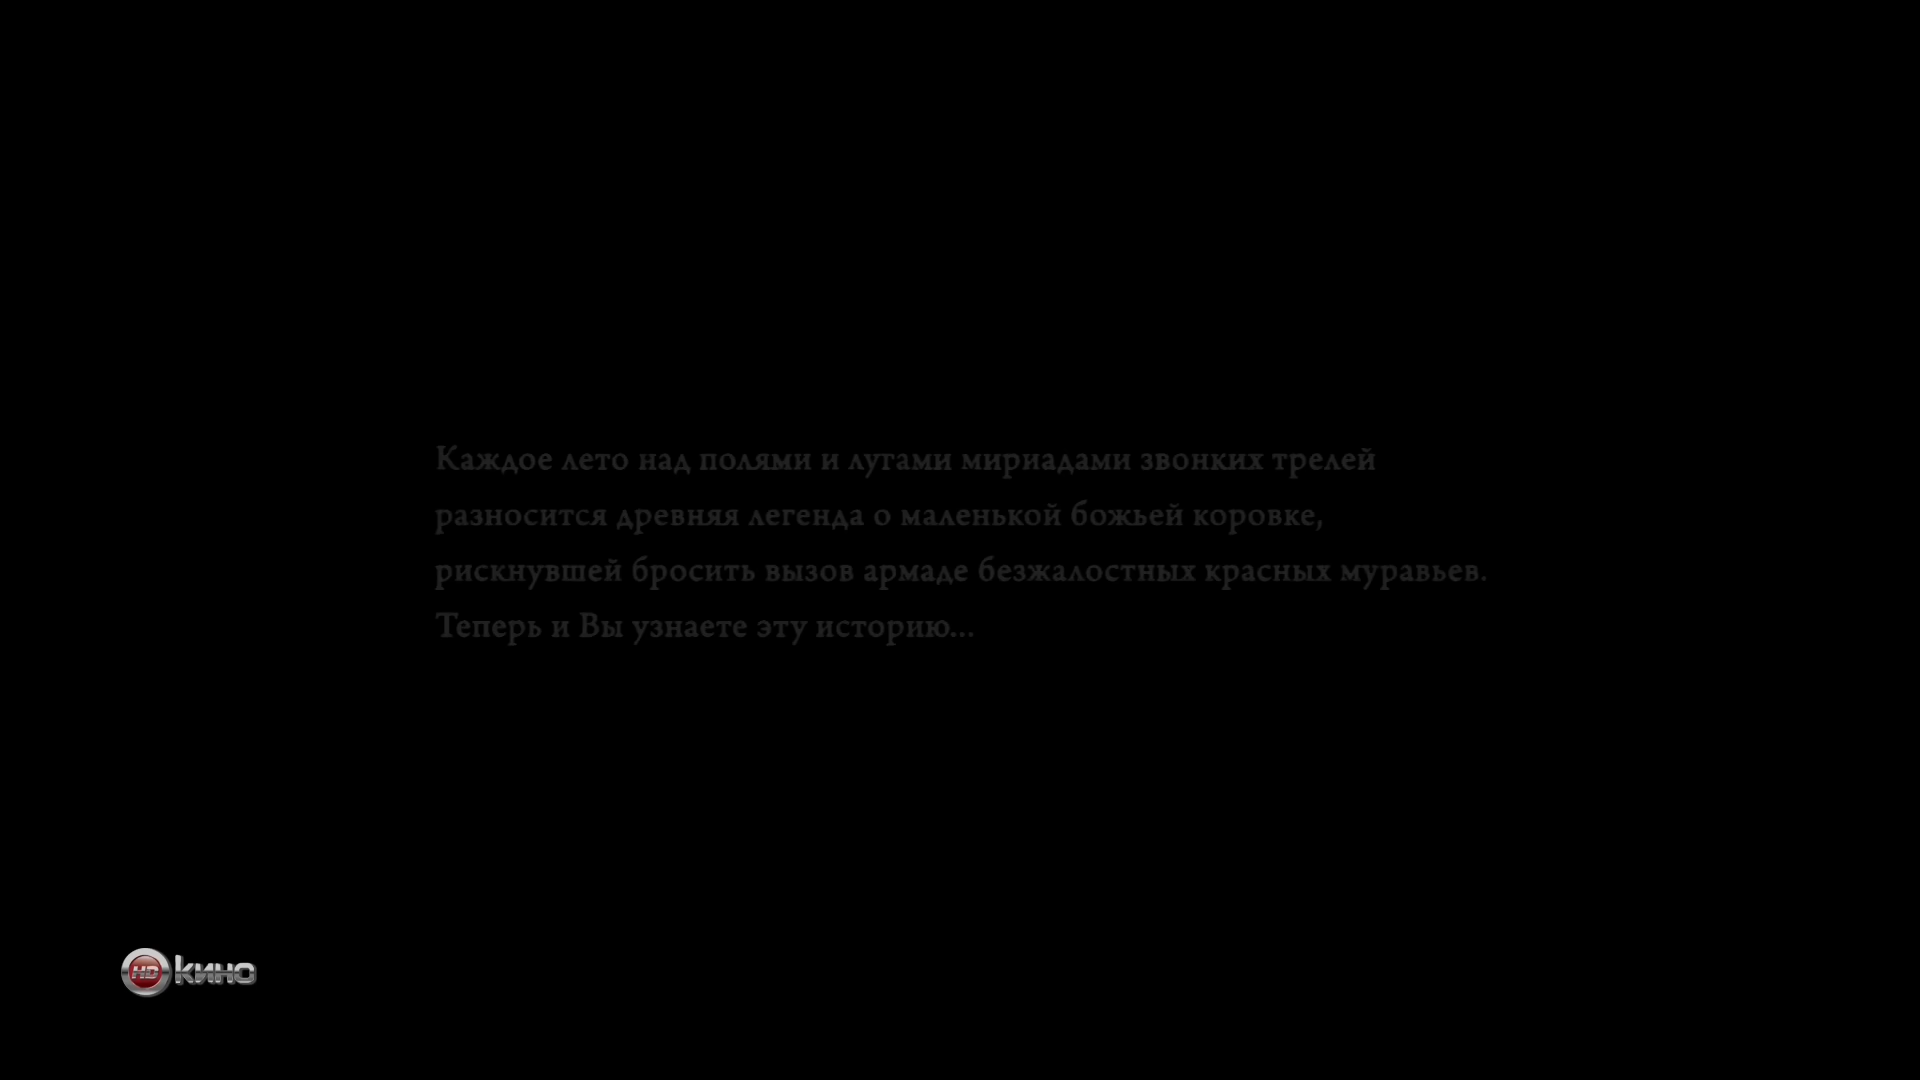 Каждое лето над полями и лугами мириадами звонких трелей
разносится древняя легенда о маленькой божьей коровке,
рискнувшей бросить вызов армаде безжалостных красных муравьев.
Теперь и Вы узнаете эту историю...
HD кино